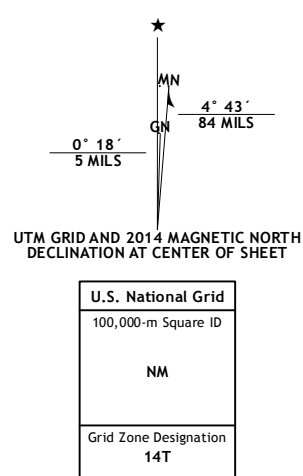 ★
MN
GN
4° 43´
84 MILS
0° 18´
5 MILS
UTM GRID AND 2014 MAGNETIC NORTH
DECLINATION AT CENTER OF SHEET
U.S. National Grid
100,000-m Square ID
NM
Grid Zone Designation
14T